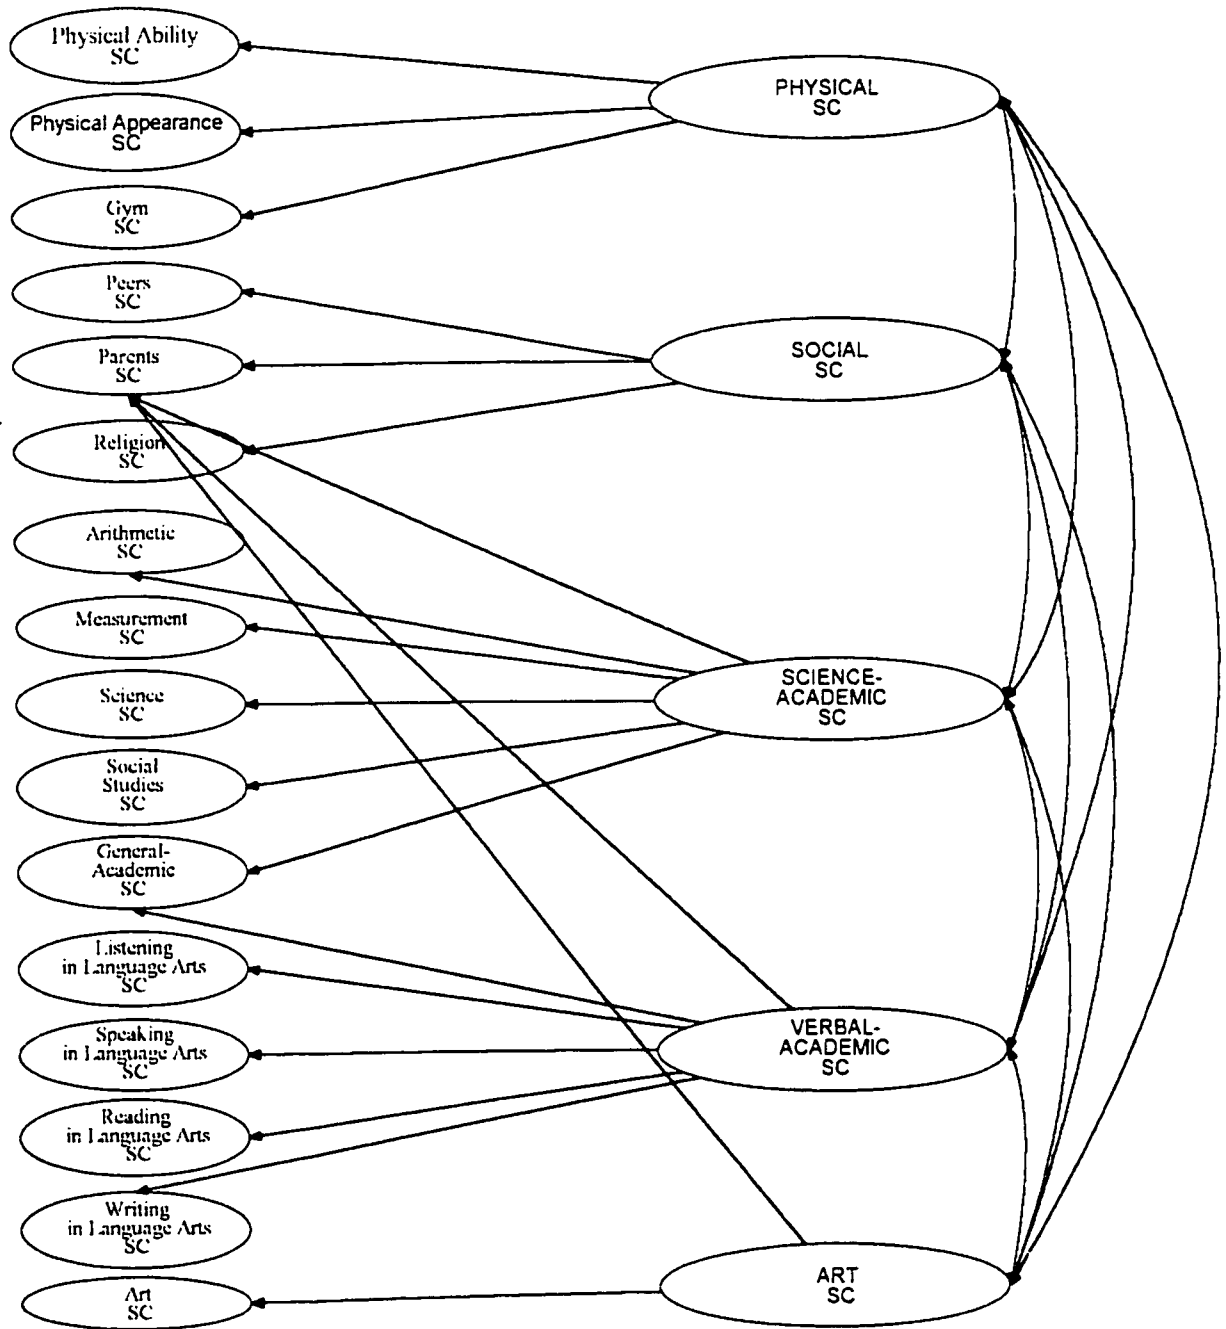 Physical Ability
SC
PHYSICAL
SC
Physical Appearance
SC
Gym
SC
Peers
SC
Parents
SC
SOCIAL
SC
Religion
SC
Arithmetic
SC
Measurement
SC
Science
SC
SCIENCE-
ACADEMIC
SC
Social
Studies
SC
General-
Academic
SC
Listening
in Language Arts
SC
Speaking
in Language Arts
SC
VERBAL-
ACADEMIC
SC
Reading
in Language Arts
SC
Writing
in Language Arts
SC
Art
SC
ART
SC